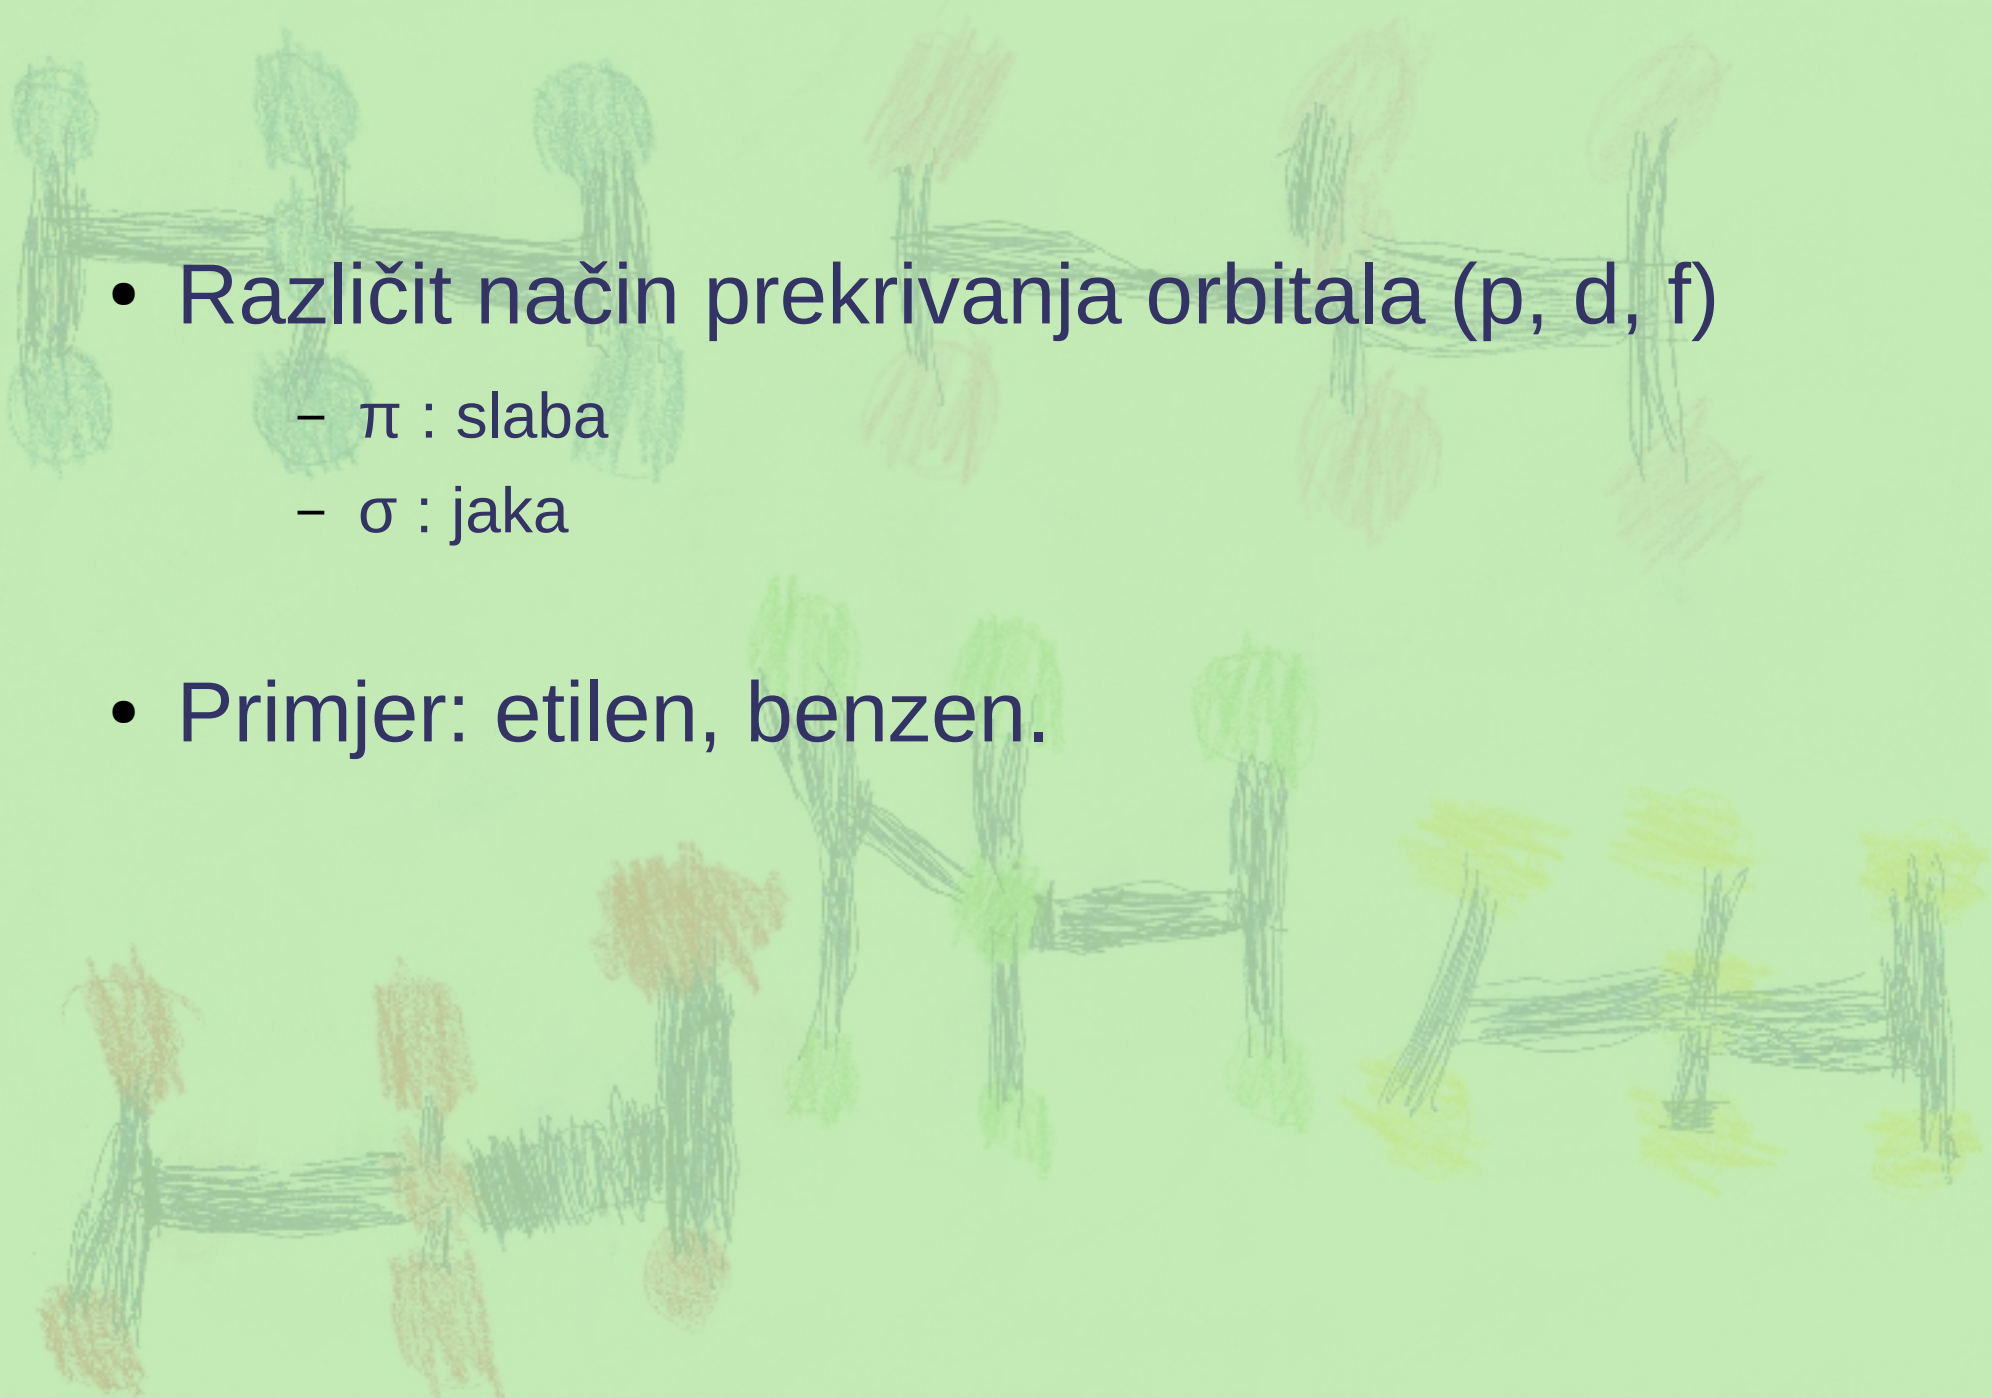 • Različit način prekrivanja orbitala (p, d, f)
– π : slaba
– σ : jaka
• Primjer: etilen, benzen.